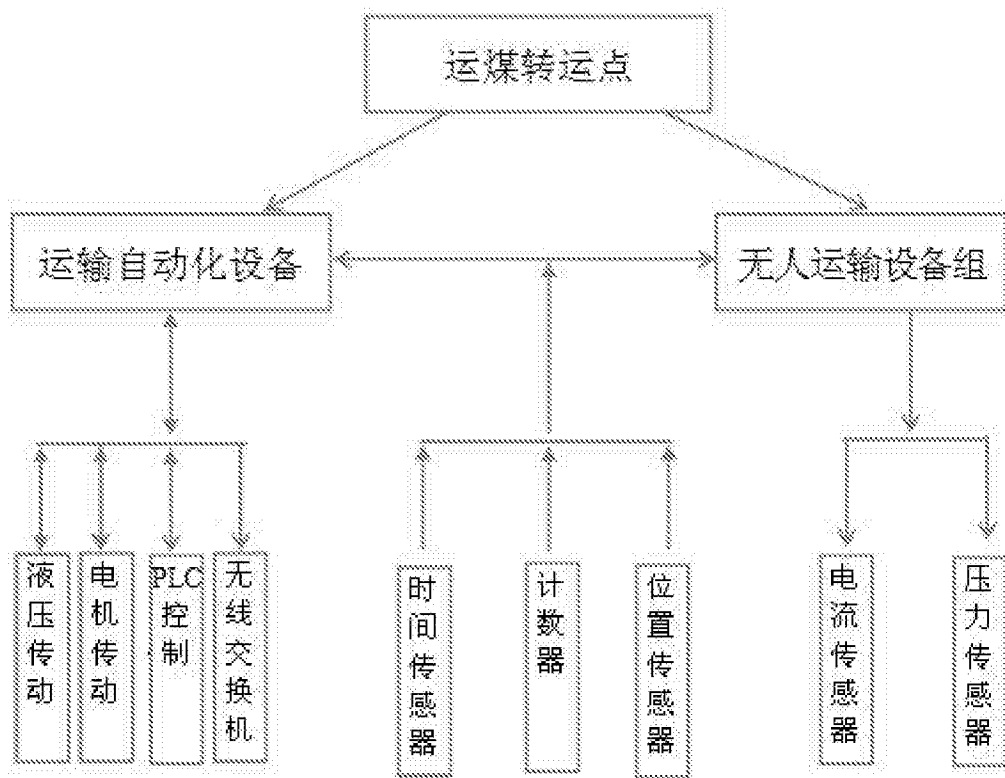 运煤转运点
运输自动化设备
无人运输设备组
液压传动
电机传动
PLC控制
无线交换机
时间传感器
计数器
位置传感器
电流传感器
压力传感器